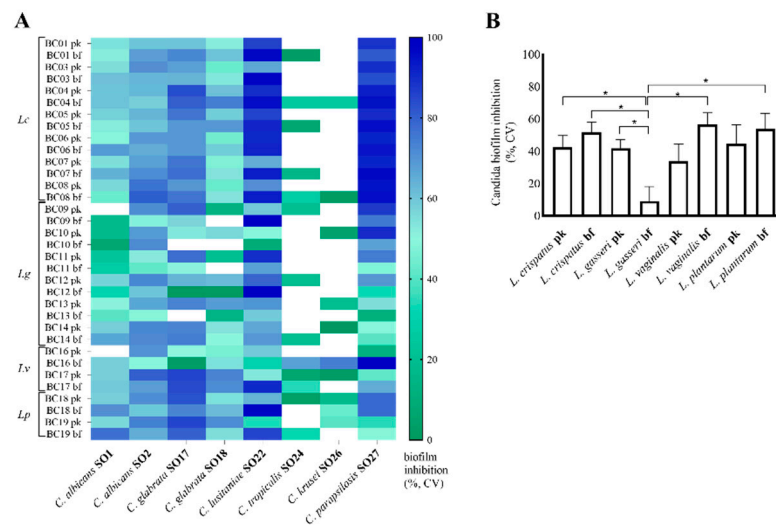 A
Lc
Lg
Lv
Lp
BC01 pk
BC01 bf
BC03 pk
BC03 bf
BC04 pk
BC04 bf
BC05 pk
BC05 bf
BC06 pk
BC06 bf
BC07 pk
BC07 bf
BC08 pk
BC08 bf
BC09 pk
BC09 bf
BC10 pk
BC10 bf
BC11 pk
BC11 bf
BC12 pk
BC12 bf
BC13 pk
BC13 bf
BC14 pk
BC14 bf
BC16 pk
BC16 bf
BC17 pk
BC17 bf
BC18 pk
BC18 bf
BC19 pk
BC19 bf
C. albicans SO1
C. albicans SO2
C. glabrata SO17
C. glabrata SO18
C. lusitaniae SO22
C. tropicalis SO24
C. krusei SO26
C. parapsilosis SO27
100
80
60
40
20
0
biofilm
inhibition
(%, CV)
B
Candida biofilm inhibition
(%, CV)
100
80
60
40
20
0
*
*
*
*
*
L. crispatus pk
L. crispatus bf
L. gasseri pk
L. gasseri bf
L. vaginalis pk
L. vaginalis bf
L. plantarum pk
L. plantarum bf